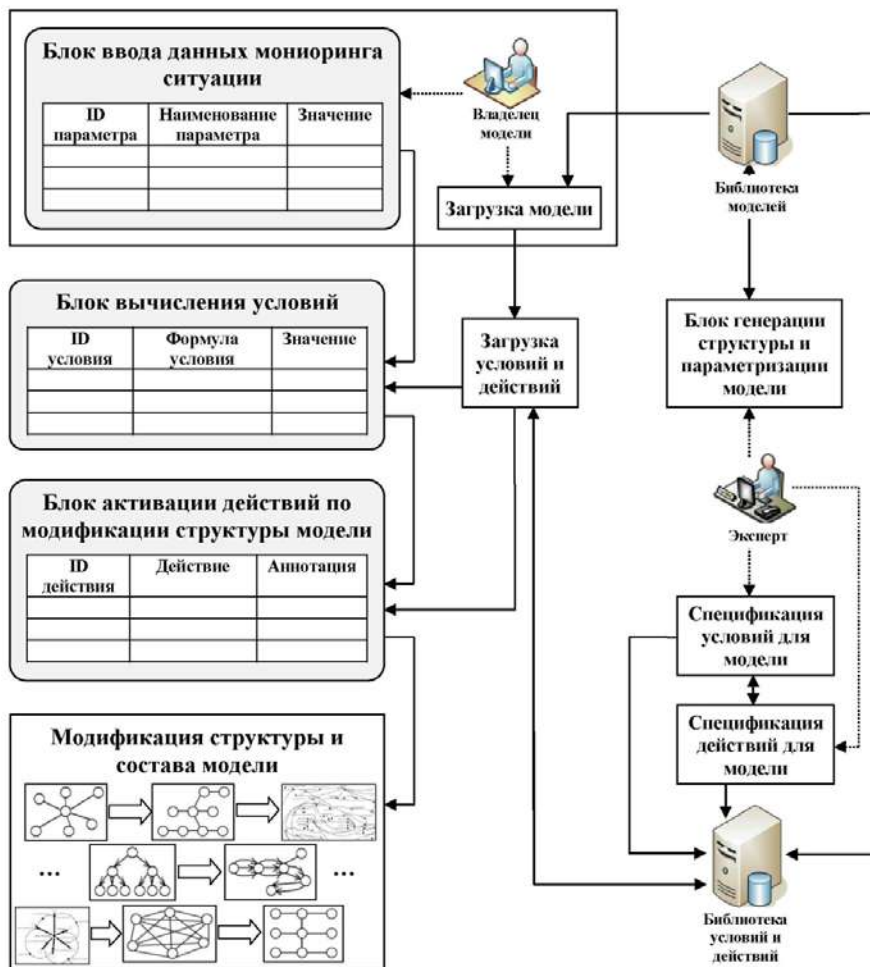 Блок ввода данных мониоринга
ситуации
ID
параметра
Наименование
параметра
Значение
Владелец
модели
Загрузка модели
Библиотека
моделей
Блок вычисления условий
ID
условия
Формула
условия
Значение
Загрузка
условий и
действий
Блок генерации
структуры и
параметризации
модели
Эксперт
Блок активации действий по
модификации структуры модели
ID
действия
Действие
Аннотация
Спецификация
условий для
модели
Спецификация
действий для
модели
Модификация структуры и
состава модели
... ...
Библиотека
условий и
действий